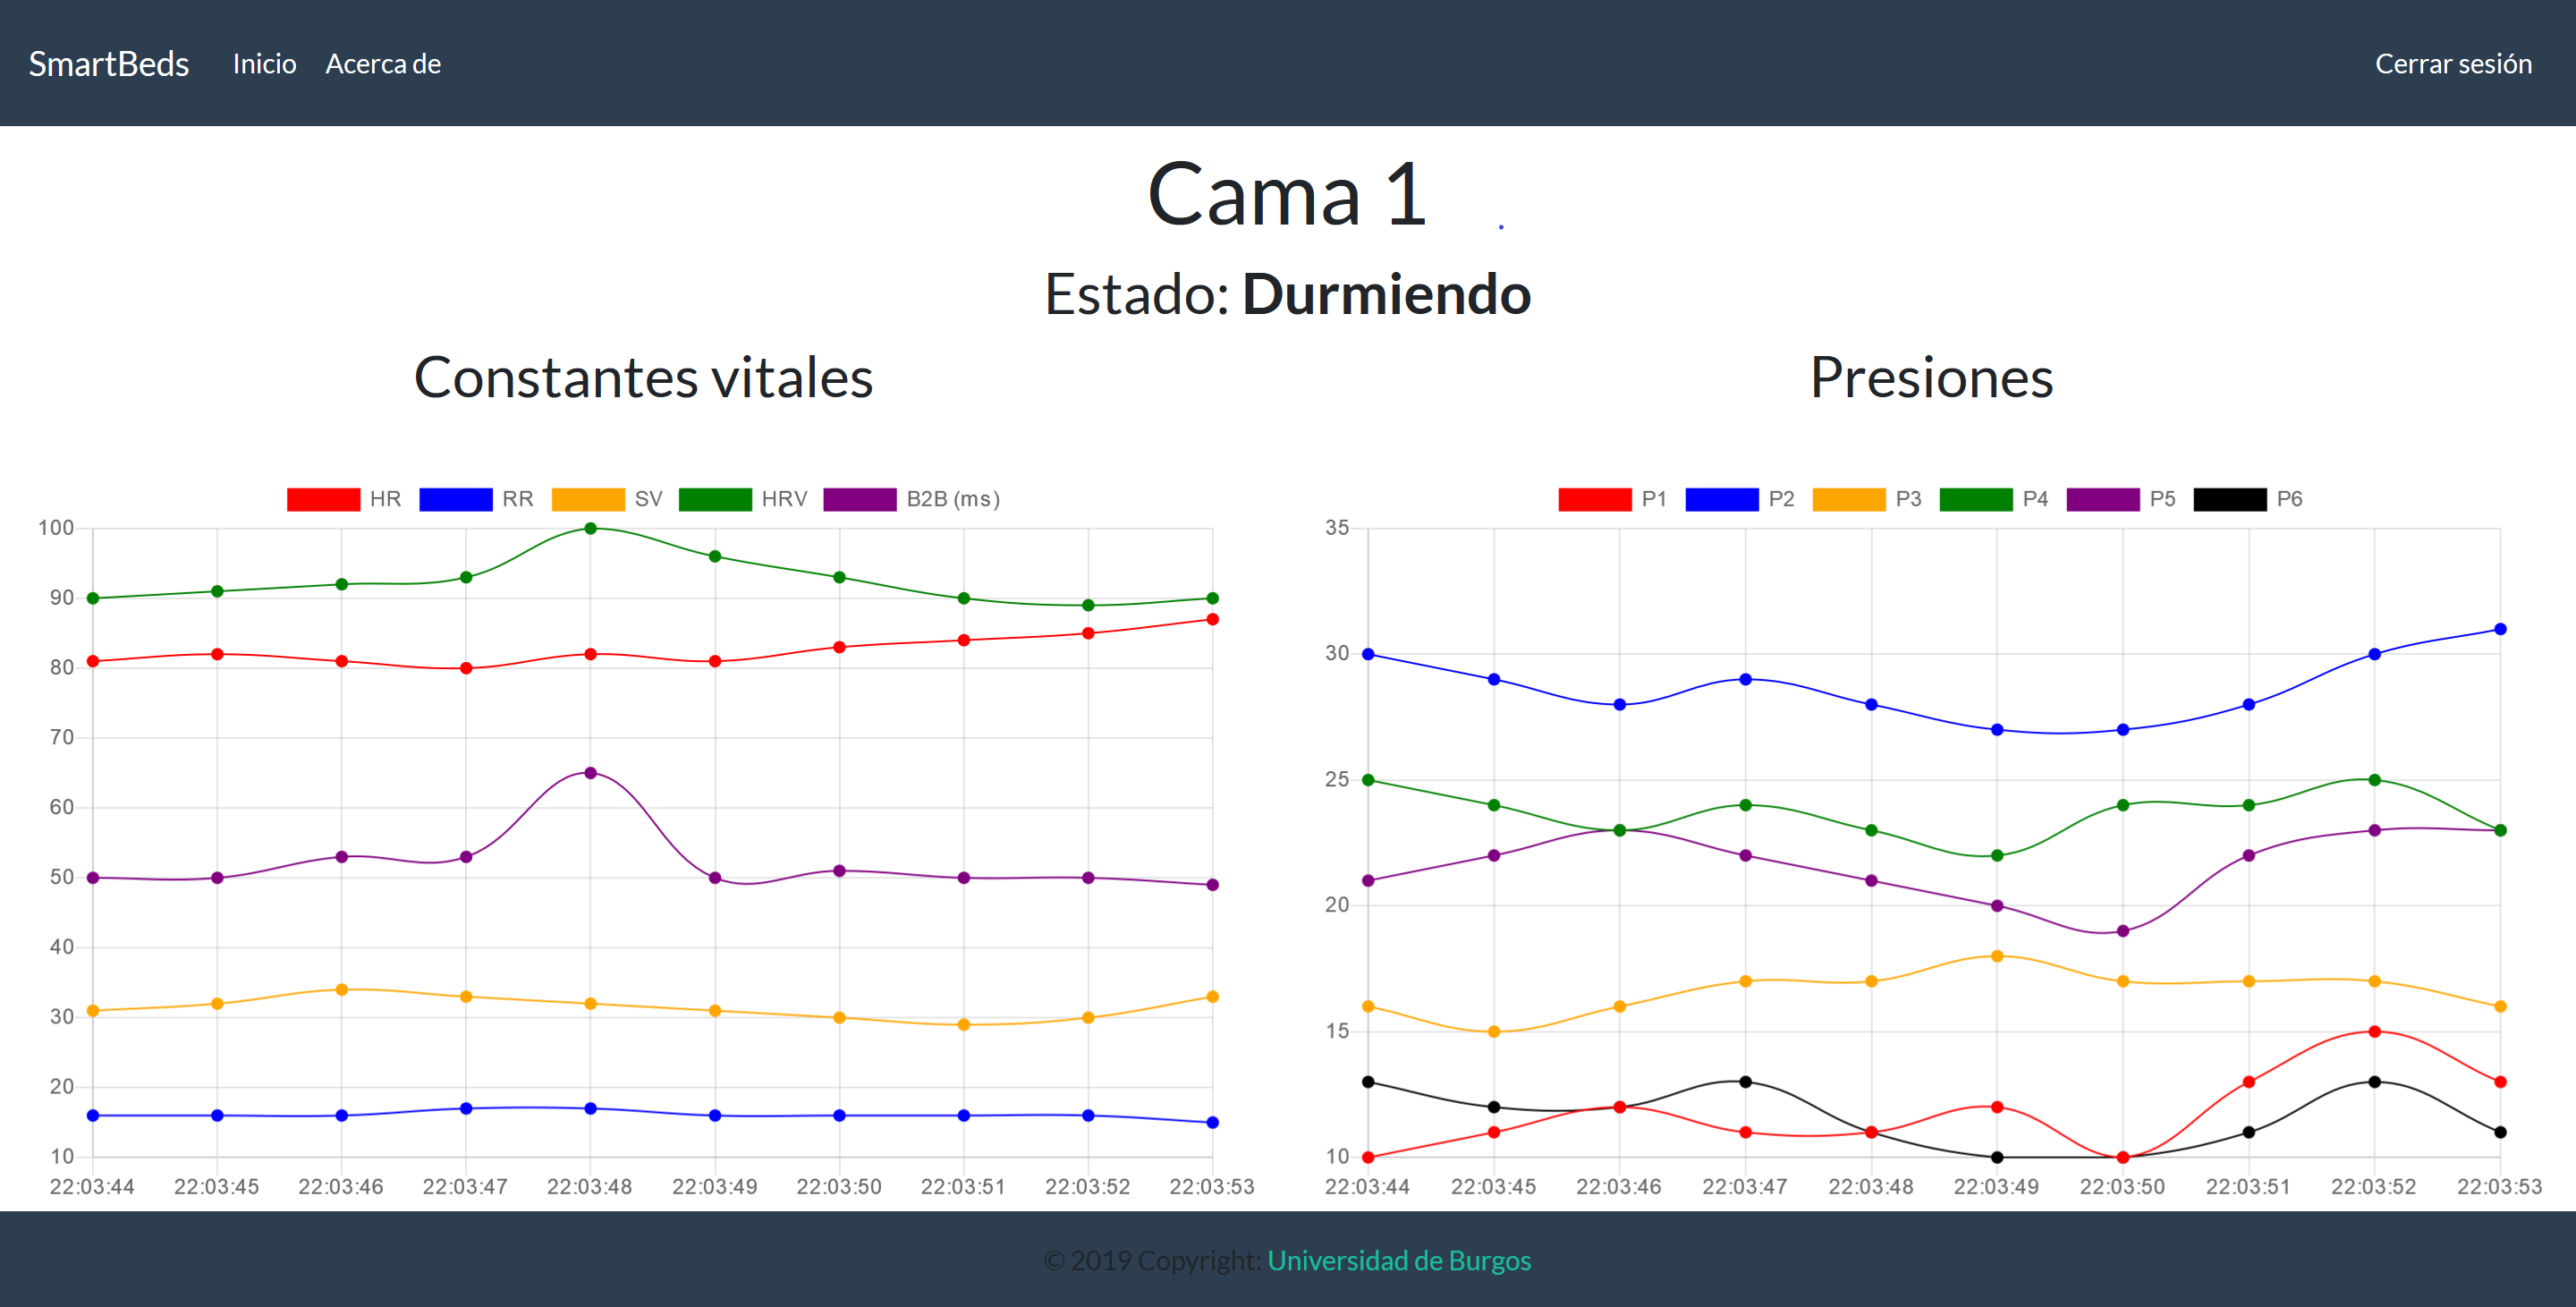 SmartBeds Inicio Acerca de Cerrar sesión
Cama 1
Estado: Durmiendo
Constantes vitales
HR RR SV HRV B2B (ms)
100
90
80
70
60
50
40
30
20
10
22:03:44 22:03:45 22:03:46 22:03:47 22:03:48 22:03:49 22:03:50 22:03:51 22:03:52 22:03:53
Presiones
P1 P2 P3 P4 P5 P6
35
30
25
20
15
10
22:03:44 22:03:45 22:03:46 22:03:47 22:03:48 22:03:49 22:03:50 22:03:51 22:03:52 22:03:53
© 2019 Copyright: Universidad de Burgos